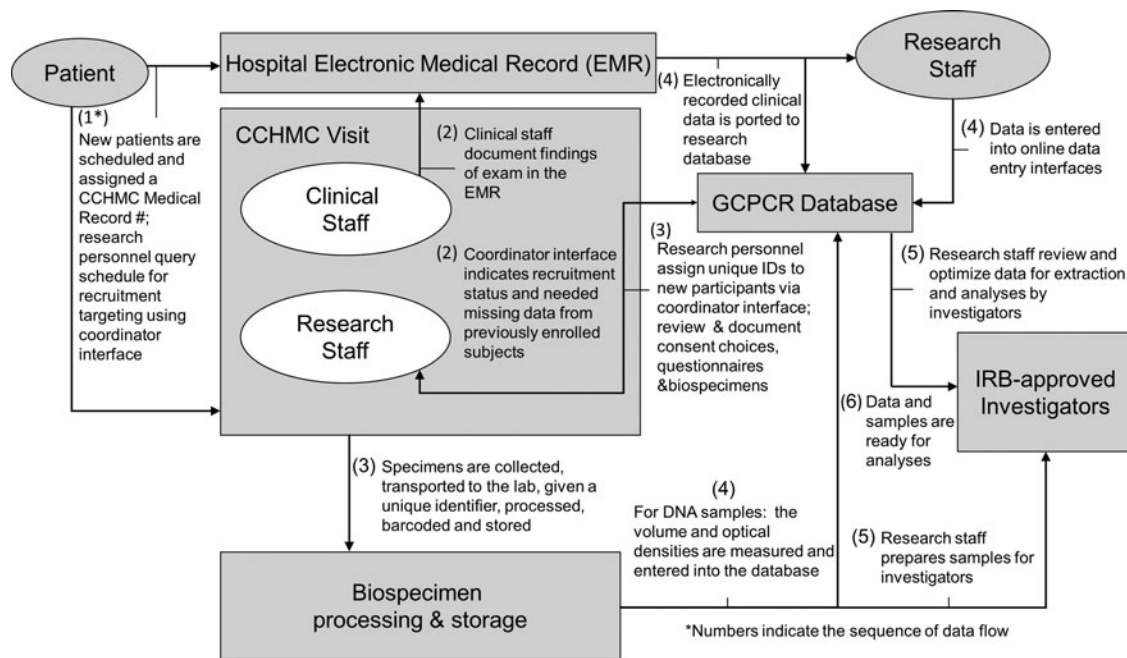 Patient
Hospital Electronic Medical Record (EMR)
Research
Staff
(1*)
New patients are
scheduled and
assigned a
CCHMC Medical
Record #;
research
personnel query
schedule for
recruitment
targeting using
coordinator
interface
CCHMC Visit
(2) Clinical staff
document findings
of exam in the
EMR
Clinical
Staff
(2) Coordinator interface
indicates recruitment
status and needed
missing data from
previously enrolled
subjects
Research
Staff
(4) Electronically
recorded clinical
data is ported to
research
database
(4) Data is entered
into online data
entry interfaces
GCPCR Database
(3)
Research personnel
assign unique IDs to
new participants via
coordinator interface;
review & document
consent choices,
questionnaires
&biospecimens
(5) Research staff review and
optimize data for extraction
and analyses by
investigators
IRB-approved
Investigators
(6) Data and
samples are
ready for
analyses
(3) Specimens are collected,
transported to the lab, given a
unique identifier, processed,
barcoded and stored
(4)
For DNA samples: the
volume and optical
densities are measured and
entered into the database
(5) Research staff
prepares samples for
investigators
Biospecimen
processing & storage
*Numbers indicate the sequence of data flow